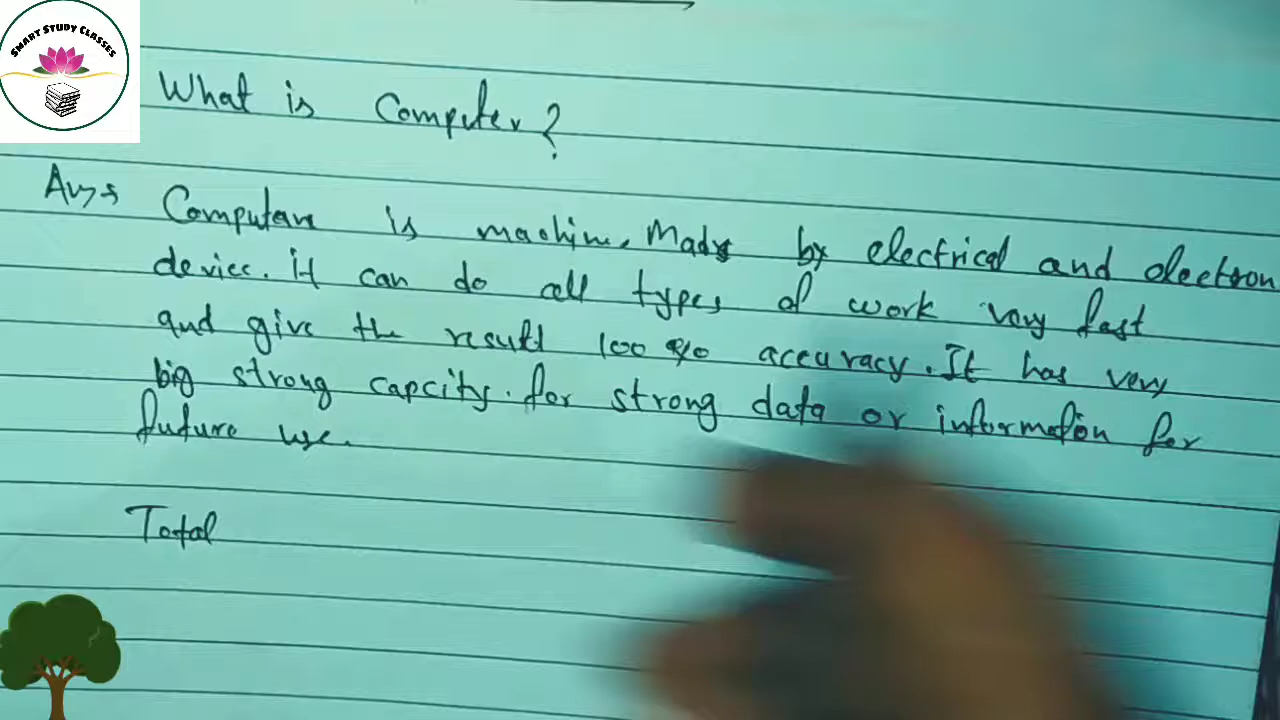 SMART STUDY CLASSES
What is Computer?
Ans Computare is machine. Mads by electrical and electron
device. it can do all types of work very fast
and give the result 100% accuracy. It has very
big strong capcity. for strong data or information for
future use.
Total